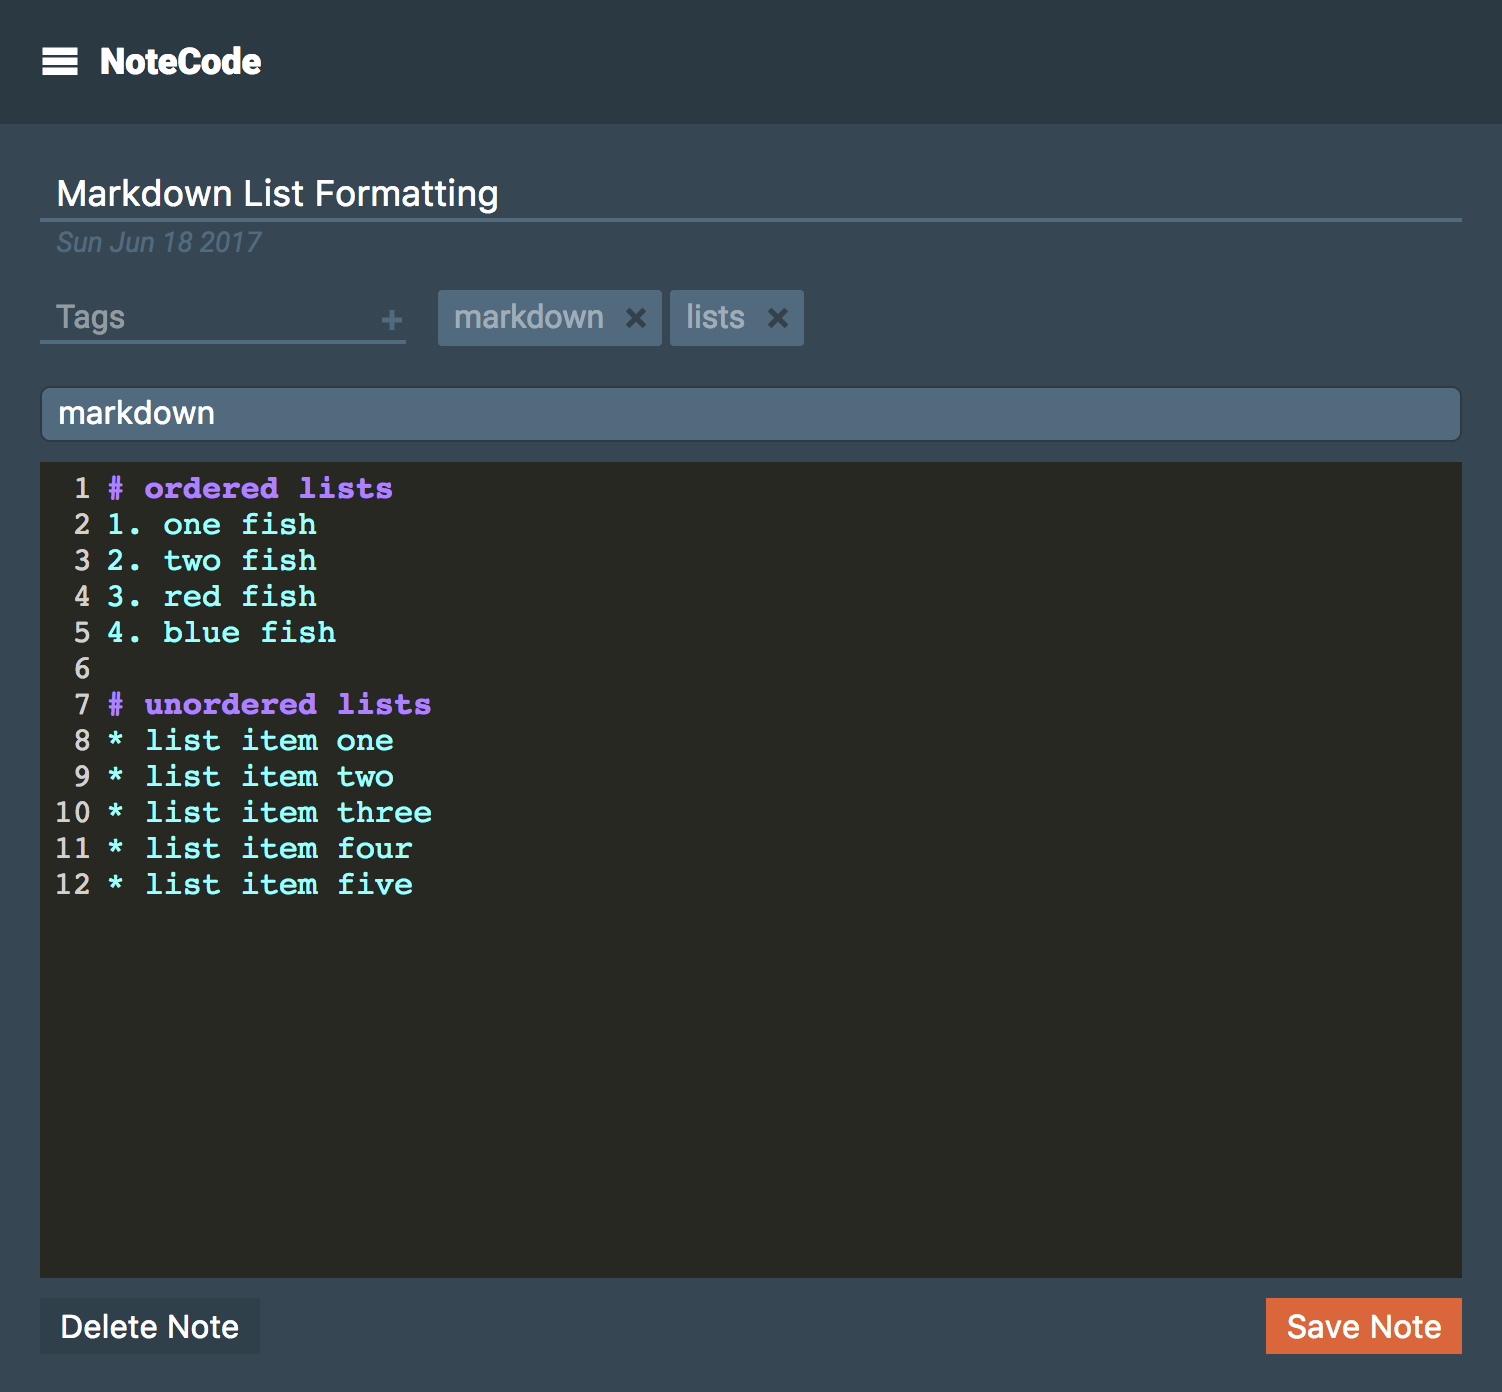 NoteCode
Markdown List Formatting
Sun Jun 18 2017
Tags + markdown × lists ×
markdown
1 # ordered lists
2 1. one fish
3 2. two fish
4 3. red fish
5 4. blue fish
6
7 # unordered lists
8 * list item one
9 * list item two
10 * list item three
11 * list item four
12 * list item five
Delete Note Save Note